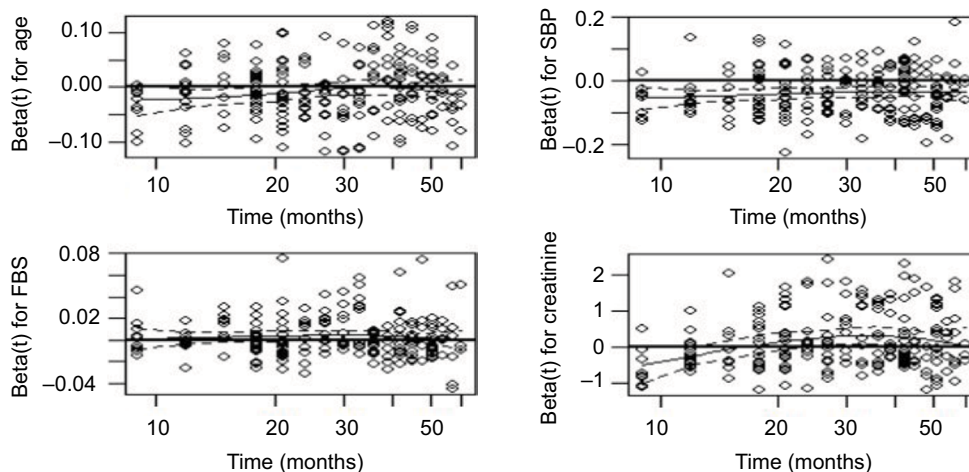 Beta(t) for age
0.10
0.00
–0.10
10 20 30 50
Time (months)
Beta(t) for SBP
0.2
0.0
–0.2
10 20 30 50
Time (months)
Beta(t) for FBS
0.08
0.02
–0.04
10 20 30 50
Time (months)
Beta(t) for creatinine
2
1
0
–1
10 20 30 50
Time (months)